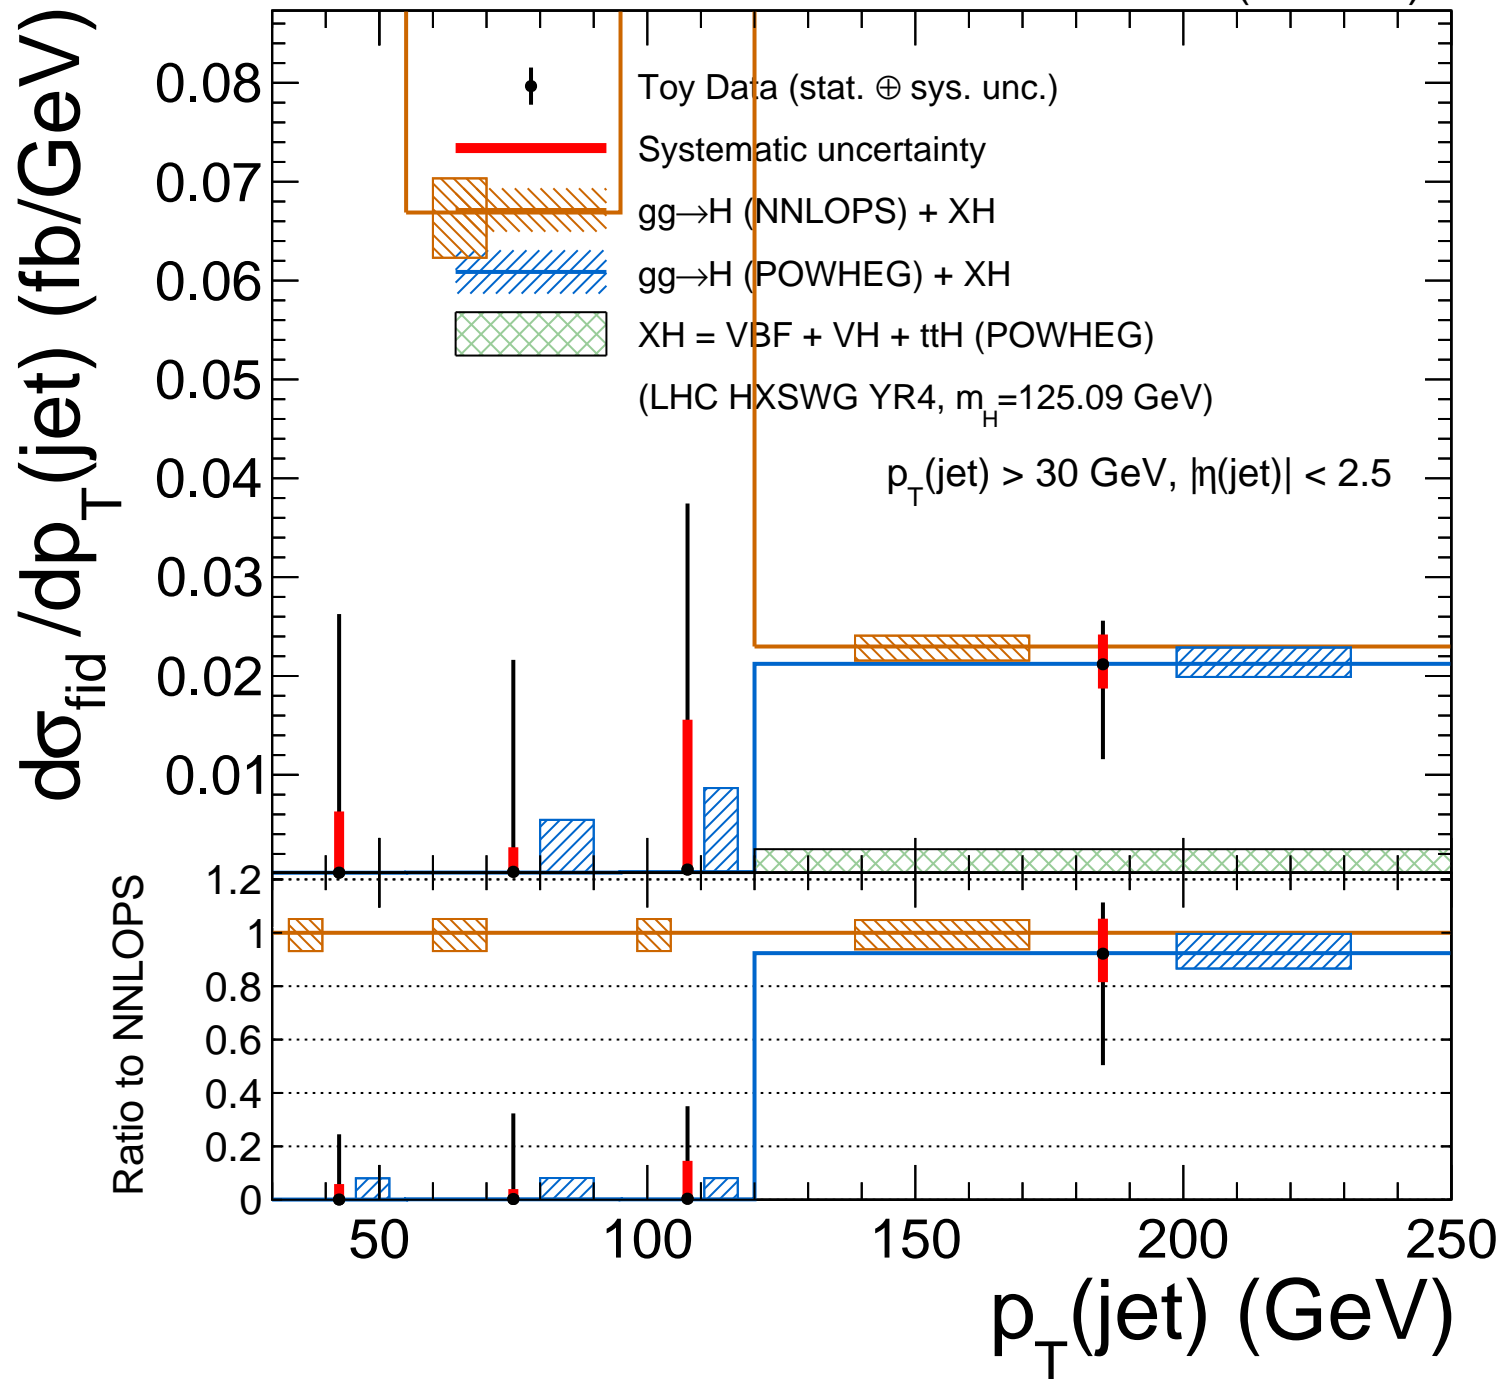 dσfid/dpT(jet) (fb/GeV)
0.08
0.07
0.06
0.05
0.04
0.03
0.02
0.01
Toy Data (stat. ⊕ sys. unc.)
Systematic uncertainty
gg→H (NNLOPS) + XH
gg→H (POWHEG) + XH
XH = VBF + VH + ttH (POWHEG)
(LHC HXSWG YR4, mH=125.09 GeV)
pT(jet) > 30 GeV, |η(jet)| < 2.5
Ratio to NNLOPS
1.2
1
0.8
0.6
0.4
0.2
0
50 100 150 200 250
pT(jet) (GeV)